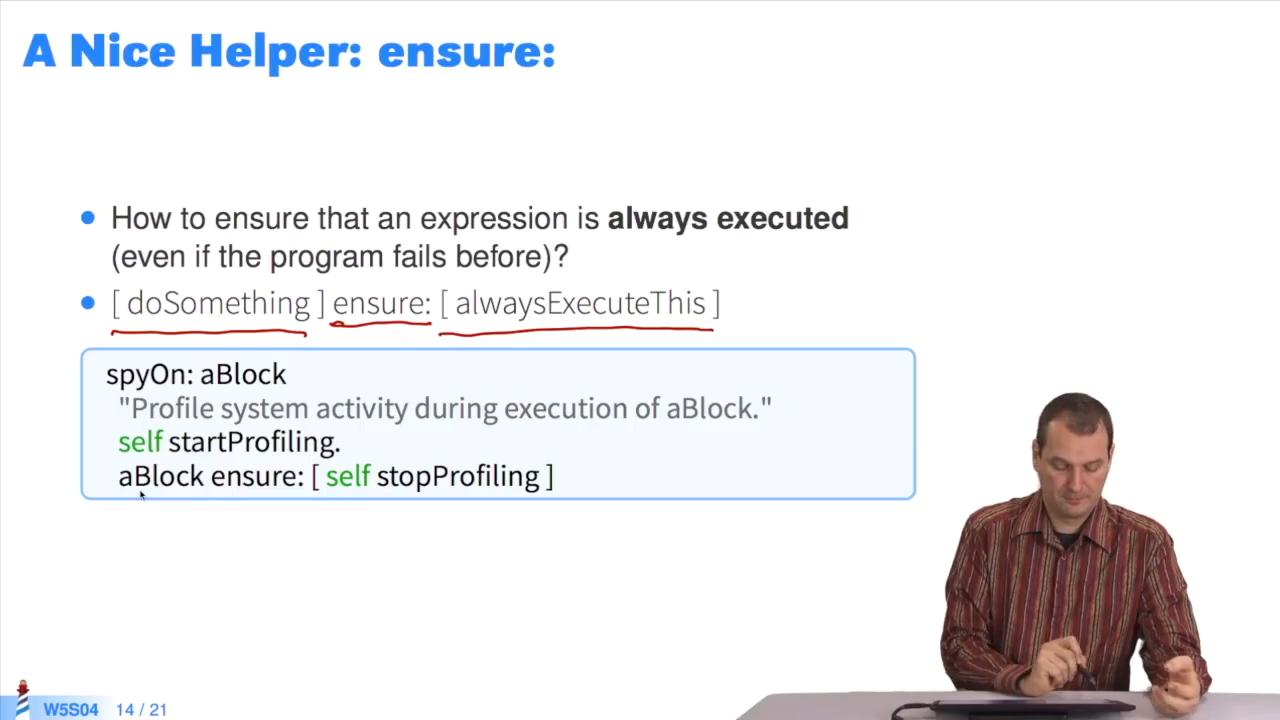 A Nice Helper: ensure:
How to ensure that an expression is always executed
(even if the program fails before)?
[ doSomething ] ensure: [ alwaysExecuteThis ]
spyOn: aBlock
"Profile system activity during execution of aBlock."
self startProfiling.
aBlock ensure: [ self stopProfiling ]
W5S04 14 / 21